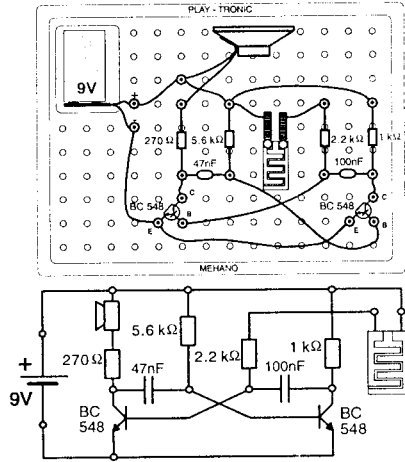 PLAY - TRONIC
9V
+
-
270 Ω
5.6 kΩ
2.2 kΩ
1 kΩ
47nF
100nF
C
BC 548
B
E
C
BC 548
E
B
MEHANO
5.6 kΩ
1 kΩ
2.2 kΩ
270 Ω
47nF
100nF
+
9V
BC
548
BC
548